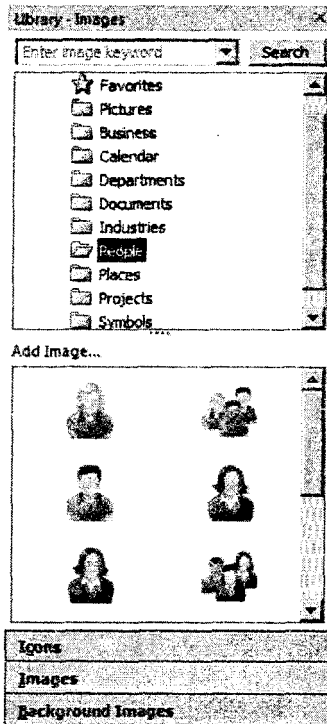 Library - Images
Enter image keyword Search
Favorites
Pictures
Business
Calendar
Departments
Documents
Industries
People
Places
Projects
Symbols
Add Image...
Icons
Images
Background Images